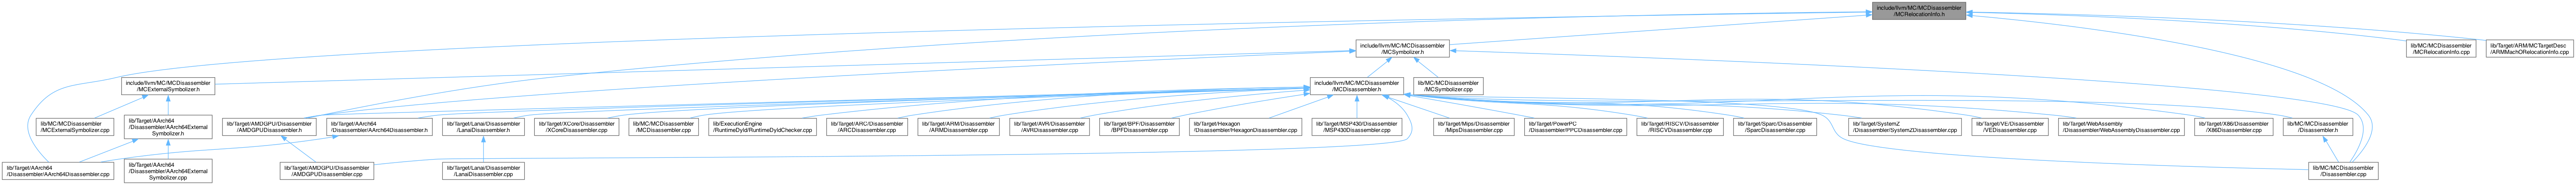 include/llvm/MC/MCDisassembler
/MCRelocationInfo.h
include/llvm/MC/MCDisassembler
/MCSymbolizer.h
lib/MC/MCDisassembler
/MCRelocationInfo.cpp
lib/Target/ARM/MCTargetDesc
/ARMMachORelocationInfo.cpp
include/llvm/MC/MCDisassembler
/MCExternalSymbolizer.h
include/llvm/MC/MCDisassembler
/MCDisassembler.h
lib/MC/MCDisassembler
/MCSymbolizer.cpp
lib/MC/MCDisassembler
/MCExternalSymbolizer.cpp
lib/Target/AArch64
/Disassembler/AArch64External
Symbolizer.h
lib/Target/AMDGPU/Disassembler
/AMDGPUDisassembler.h
lib/Target/AArch64
/Disassembler/AArch64Disassembler.h
lib/Target/Lanai/Disassembler
/LanaiDisassembler.h
lib/Target/XCore/Disassembler
/XCoreDisassembler.cpp
lib/MC/MCDisassembler
/MCDisassembler.cpp
lib/ExecutionEngine
/RuntimeDyld/RuntimeDyldChecker.cpp
lib/Target/ARC/Disassembler
/ARCDisassembler.cpp
lib/Target/ARM/Disassembler
/ARMDisassembler.cpp
lib/Target/AVR/Disassembler
/AVRDisassembler.cpp
lib/Target/BPF/Disassembler
/BPFDisassembler.cpp
lib/Target/Hexagon
/Disassembler/HexagonDisassembler.cpp
lib/Target/MSP430/Disassembler
/MSP430Disassembler.cpp
lib/Target/Mips/Disassembler
/MipsDisassembler.cpp
lib/Target/PowerPC
/Disassembler/PPCDisassembler.cpp
lib/Target/RISCV/Disassembler
/RISCVDisassembler.cpp
lib/Target/Sparc/Disassembler
/SparcDisassembler.cpp
lib/Target/SystemZ
/Disassembler/SystemZDisassembler.cpp
lib/Target/VE/Disassembler
/VEDisassembler.cpp
lib/Target/WebAssembly
/Disassembler/WebAssemblyDisassembler.cpp
lib/Target/X86/Disassembler
/X86Disassembler.cpp
lib/MC/MCDisassembler
/Disassembler.h
lib/Target/AArch64
/Disassembler/AArch64Disassembler.cpp
lib/Target/AArch64
/Disassembler/AArch64External
Symbolizer.cpp
lib/Target/AMDGPU/Disassembler
/AMDGPUDisassembler.cpp
lib/Target/Lanai/Disassembler
/LanaiDisassembler.cpp
lib/MC/MCDisassembler
/Disassembler.cpp